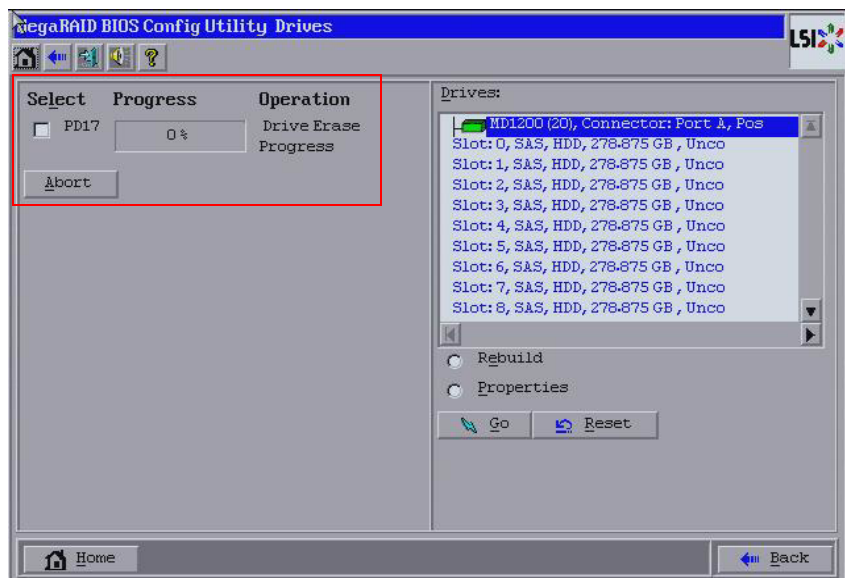 MegaRAID BIOS Config Utility Drives
LSI
Select Progress Operation
PD17 0% Drive Erase
Progress
Abort
Drives:
MD1200 (20), Connector: Port A, Pos
Slot: 0, SAS, HDD, 278.875 GB , Unco
Slot: 1, SAS, HDD, 278.875 GB , Unco
Slot: 2, SAS, HDD, 278.875 GB , Unco
Slot: 3, SAS, HDD, 278.875 GB , Unco
Slot: 4, SAS, HDD, 278.875 GB , Unco
Slot: 5, SAS, HDD, 278.875 GB , Unco
Slot: 6, SAS, HDD, 278.875 GB , Unco
Slot: 7, SAS, HDD, 278.875 GB , Unco
Slot: 8, SAS, HDD, 278.875 GB , Unco
Rebuild
Properties
Go Reset
Home Back